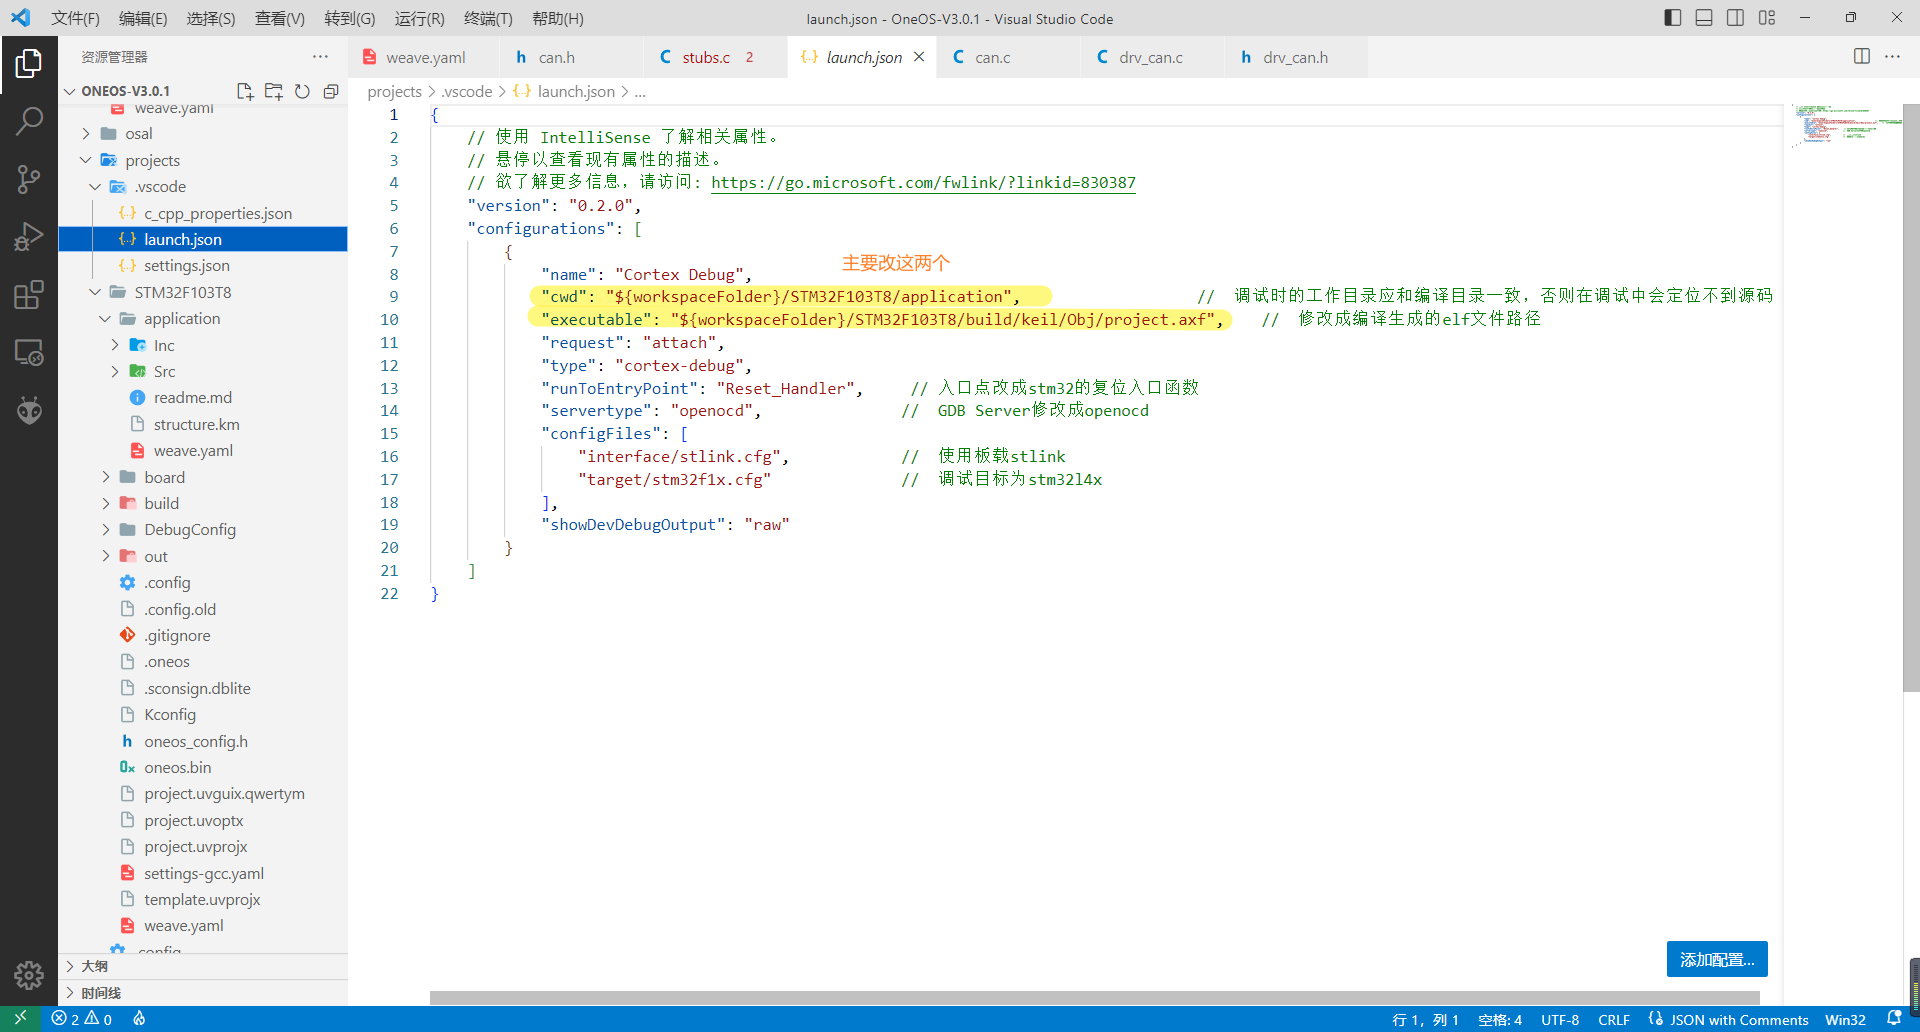 文件(F) 编辑(E) 选择(S) 查看(V) 转到(G) 运行(R) 终端(T) 帮助(H) launch.json - OneOS-V3.0.1 - Visual Studio Code
资源管理器
weave.yaml can.h stubs.c 2 launch.json can.c drv_can.c drv_can.h
ONEOS-V3.0.1
projects > .vscode > launch.json > ...
weave.yaml
osal
projects
.vscode
c_cpp_properties.json
launch.json
settings.json
STM32F103T8
application
Inc
Src
readme.md
structure.km
weave.yaml
board
build
DebugConfig
out
.config
.config.old
.gitignore
.oneos
.sconsign.dblite
Kconfig
oneos_config.h
oneos.bin
project.uvguix.qwertym
project.uvoptx
project.uvprojx
settings-gcc.yaml
template.uvprojx
weave.yaml
config
大纲
时间线
1 {
2 // 使用 IntelliSense 了解相关属性。
3 // 悬停以查看现有属性的描述。
4 // 欲了解更多信息，请访问: https://go.microsoft.com/fwlink/?linkid=830387
5 "version": "0.2.0",
6 "configurations": [
7 {
主要改这两个
8 "name": "Cortex Debug",
9 "cwd": "${workspaceFolder}/STM32F103T8/application", // 调试时的工作目录应和编译目录一致，否则在调试中会定位不到源码
10 "executable": "${workspaceFolder}/STM32F103T8/build/keil/Obj/project.axf", // 修改成编译生成的elf文件路径
11 "request": "attach",
12 "type": "cortex-debug",
13 "runToEntryPoint": "Reset_Handler", // 入口点改成stm32的复位入口函数
14 "servertype": "openocd", // GDB Server修改成openocd
15 "configFiles": [
16 "interface/stlink.cfg", // 使用板载stlink
17 "target/stm32f1x.cfg" // 调试目标为stm32l4x
18 ],
19 "showDevDebugOutput": "raw"
20 }
21 ]
22 }
添加配置...
2 0 行 1，列 1 空格: 4 UTF-8 CRLF JSON with Comments Win32